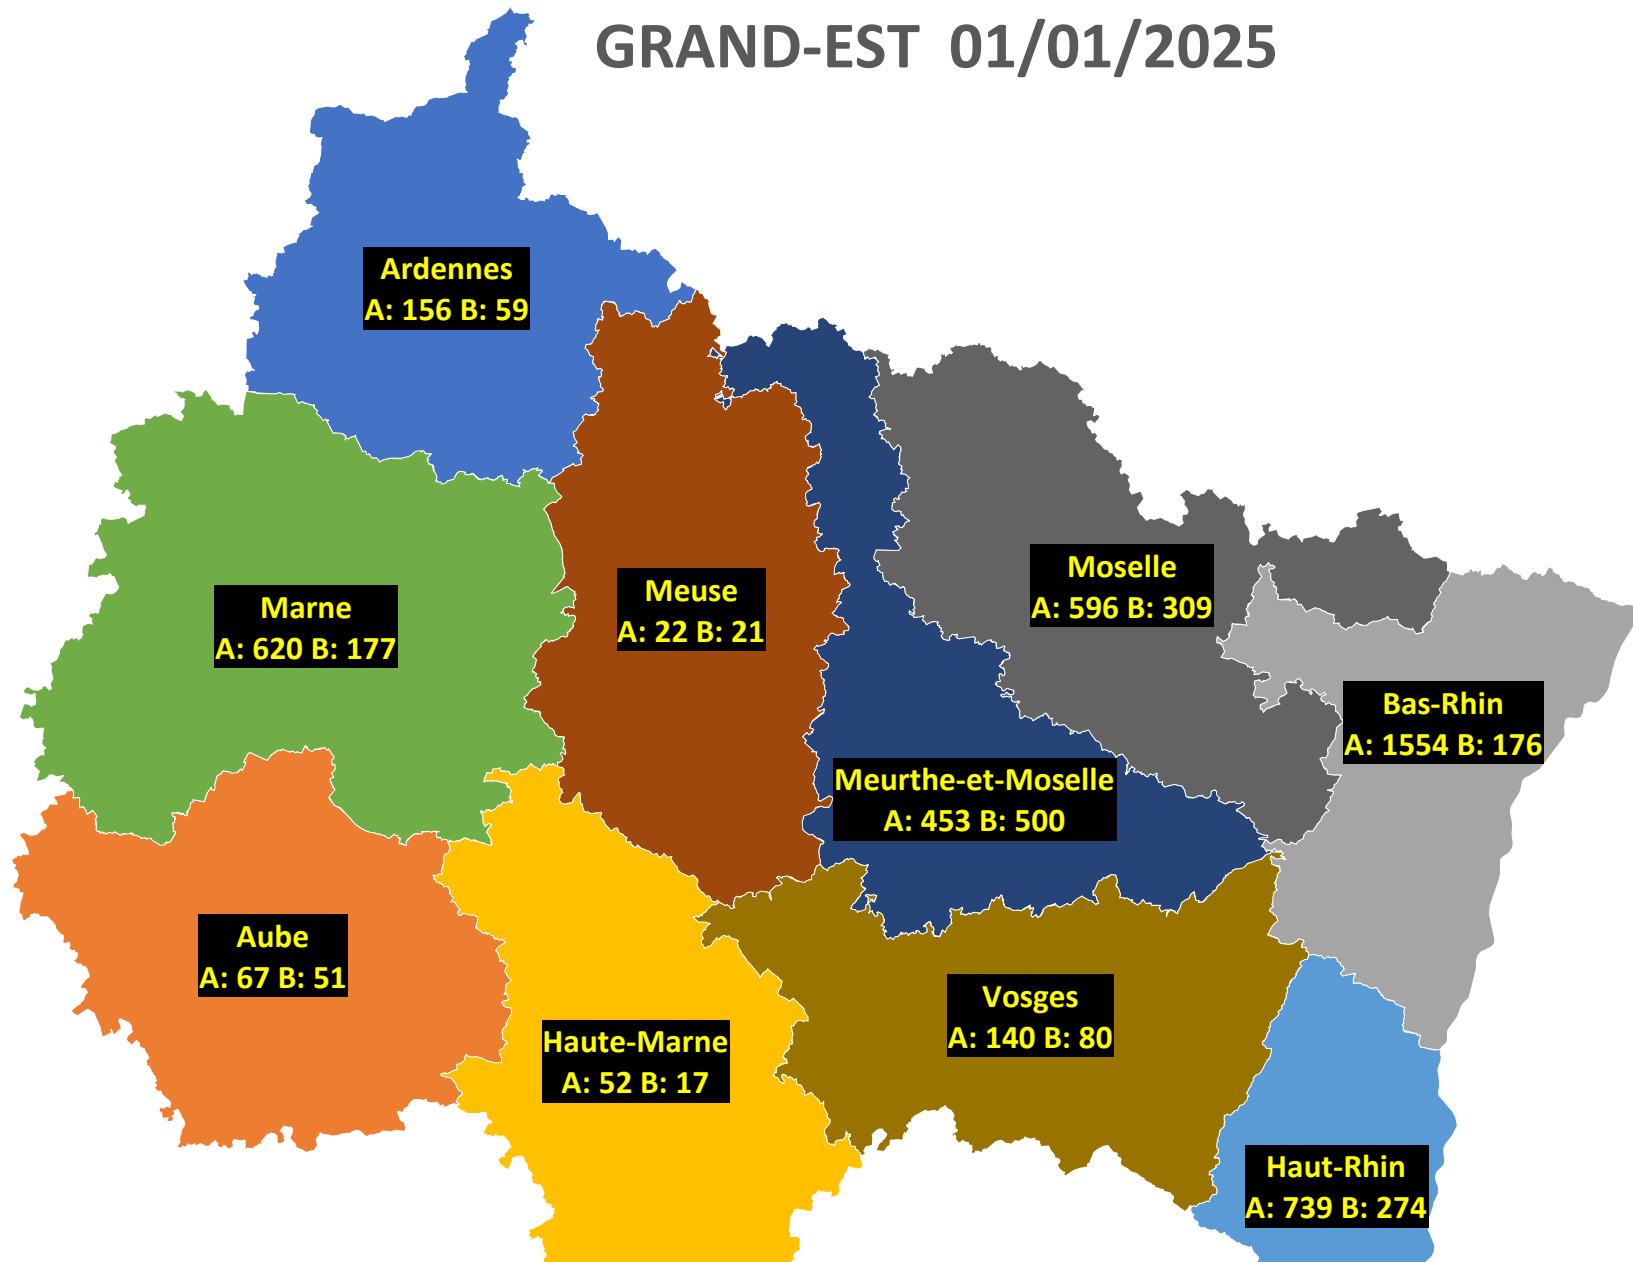 GRAND-EST 01/01/2025
Ardennes
A: 156 B: 59
Marne
A: 620 B: 177
Meuse
A: 22 B: 21
Moselle
A: 596 B: 309
Bas-Rhin
A: 1554 B: 176
Meurthe-et-Moselle
A: 453 B: 500
Aube
A: 67 B: 51
Vosges
A: 140 B: 80
Haute-Marne
A: 52 B: 17
Haut-Rhin
A: 739 B: 274